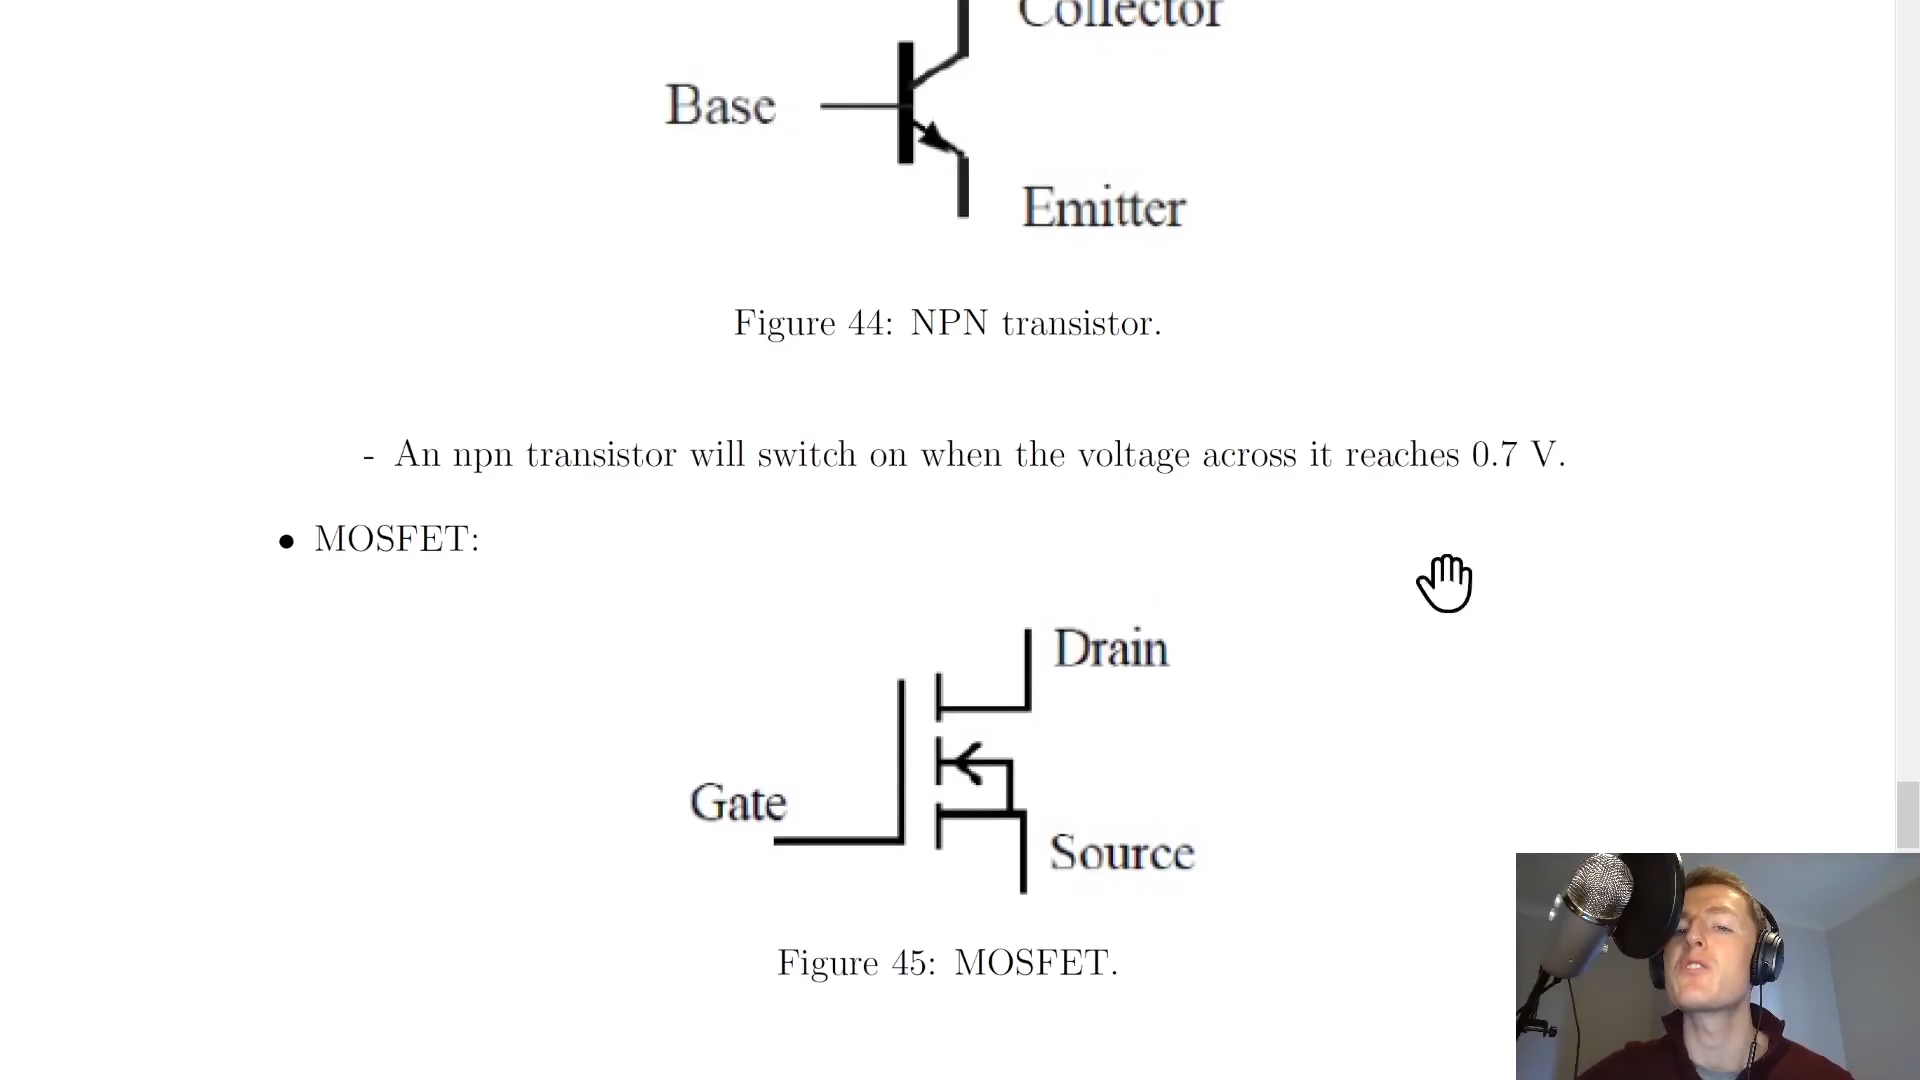 Collector
Base
Emitter
Figure 44: NPN transistor.
- An npn transistor will switch on when the voltage across it reaches 0.7 V.
• MOSFET:
Drain
Gate
Source
Figure 45: MOSFET.